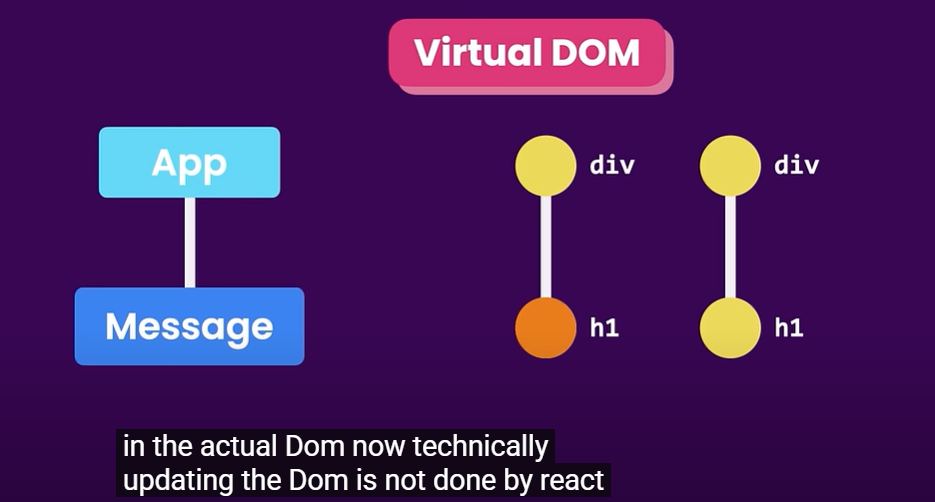 Virtual DOM
App
Message
div
h1
div
h1
in the actual Dom now technically
updating the Dom is not done by react